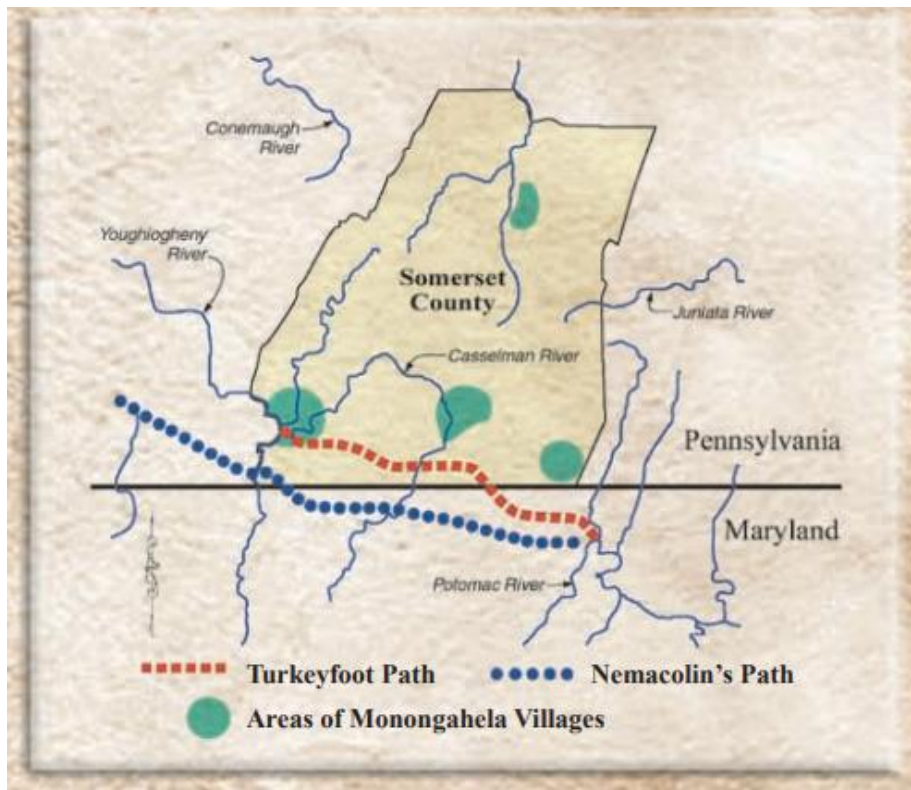 Conemaugh
River
Youghiogheny
River
Somerset
County
Juniata River
Casselman River
Pennsylvania
Maryland
Potomac River
Turkeyfoot Path
Nemacolin's Path
Areas of Monongahela Villages